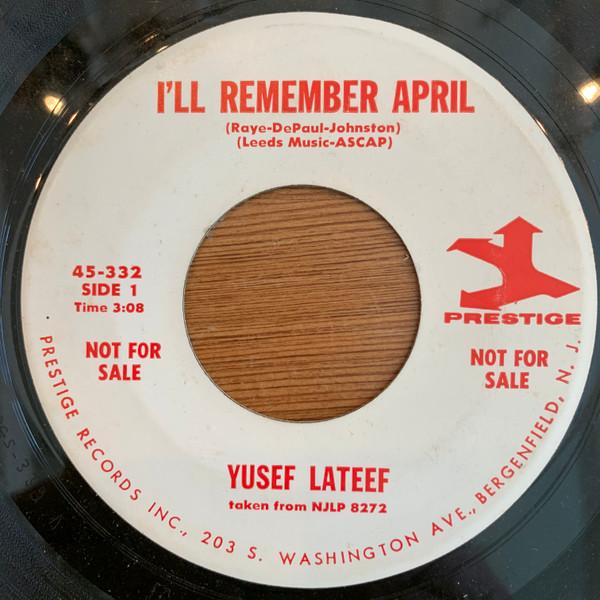 I'LL REMEMBER APRIL
(Raye-DePaul-Johnston)
(Leeds Music-ASCAP)
45-332
SIDE 1
Time 3:08
PRESTIGE
NOT FOR
SALE
NOT FOR
SALE
YUSEF LATEEF
taken from NJLP 8272
PRESTIGE RECORDS INC., 203 S. WASHINGTON AVE., BERGENFIELD, N. J.